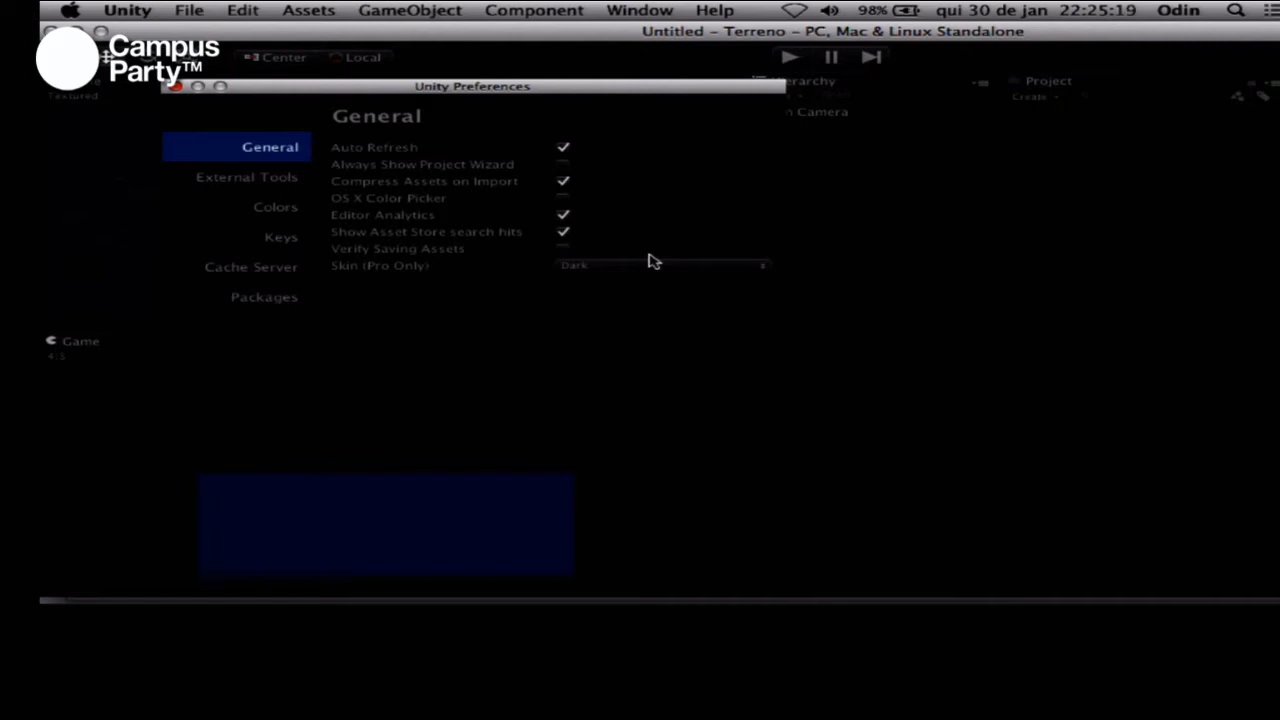 Unity File Edit Assets GameObject Component Window Help 98% qui 30 de jan 22:25:19 Odin
Untitled - Terreno - PC, Mac & Linux Standalone
Campus
Party™
Center Local
Textured
Unity Preferences
Hierarchy
Project
Create
n Camera
General
General
External Tools
Colors
Keys
Cache Server
Packages
Auto Refresh
Always Show Project Wizard
Compress Assets on Import
OS X Color Picker
Editor Analytics
Show Asset Store search hits
Verify Saving Assets
Skin (Pro Only) Dark
Game